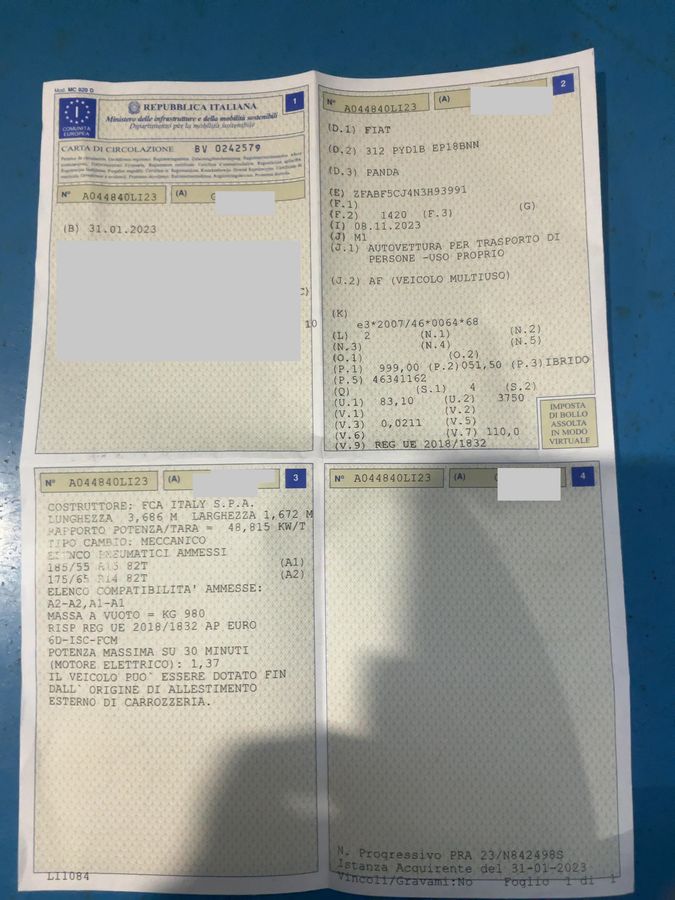 Mod. MC 820 D
1
REPUBBLICA ITALIANA
Ministero delle infrastrutture e della mobilità sostenibili
Dipartimento per la mobilità sostenibile
I
COMUNITA EUROPEA
CARTA DI CIRCOLAZIONE BV 0242579
N° A044840LI23 (A) G
(B) 31.01.2023
C)
10
2
N° A044840LI23 (A)
(D.1) FIAT
(D.2) 312 PYD1B EP18BNN
(D.3) PANDA
(E) ZFABF5CJ4N3H93991
(F.1) (G)
(F.2) 1420 (F.3)
(I) 08.11.2023
(J) M1
(J.1) AUTOVETTURA PER TRASPORTO DI
PERSONE -USO PROPRIO
(J.2) AF (VEICOLO MULTIUSO)
(K)
e3*2007/46*0064*68
(L) 2 (N.1) (N.2)
(N.3) (N.4) (N.5)
(O.1) (O.2)
(P.1) 999,00 (P.2)051,50 (P.3)IBRIDO
(P.5) 46341162
(Q) (S.1) 4 (S.2)
(U.1) 83,10 (U.2) 3750
(V.1) (V.2)
(V.3) 0,0211 (V.5)
(V.6) (V.7) 110,0
(V.9) REG UE 2018/1832
IMPOSTA
DI BOLLO
ASSOLTA
IN MODO
VIRTUALE
N° A044840LI23 (A) 3
COSTRUTTORE: FCA ITALY S.P.A.
LUNGHEZZA 3,686 M LARGHEZZA 1,672 M
RAPPORTO POTENZA/TARA = 48,815 KW/T
TIPO CAMBIO: MECCANICO
ELENCO PNEUMATICI AMMESSI
185/55 R15 82T (A1)
175/65 R14 82T (A2)
ELENCO COMPATIBILITA' AMMESSE:
A2-A2,A1-A1
MASSA A VUOTO = KG 980
RISP REG UE 2018/1832 AP EURO
6D-ISC-FCM
POTENZA MASSIMA SU 30 MINUTI
(MOTORE ELETTRICO): 1,37
IL VEICOLO PUO` ESSERE DOTATO FIN
DALL` ORIGINE DI ALLESTIMENTO
ESTERNO DI CARROZZERIA.
LI1084
N° A044840LI23 (A) G 4
N. Progressivo PRA 23/N842498S
Istanza Acquirente del 31-01-2023
Vincoli/Gravami:No Foglio 1 di 1